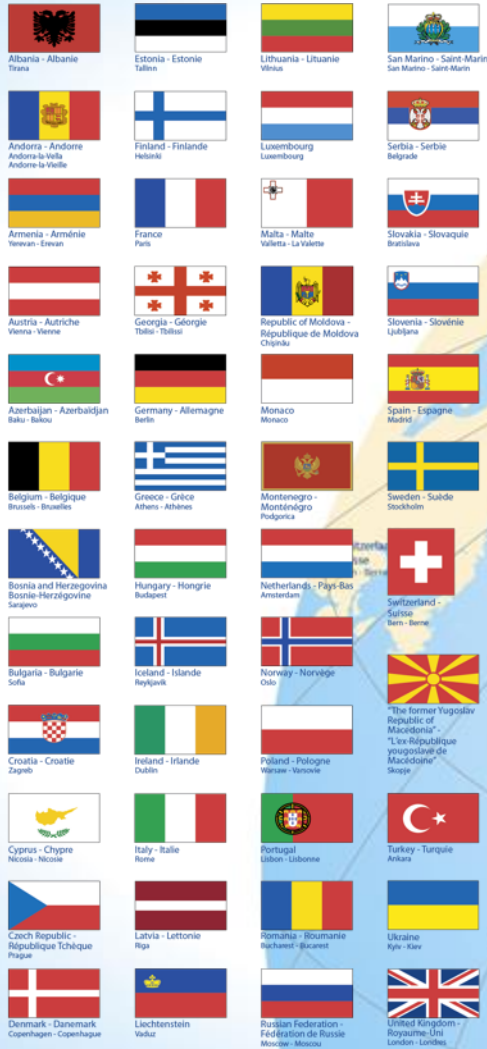 Albania - Albanie
Tirana
Andorra - Andorre
Andorra-la-Vella
Andorre-la-Vieille
Armenia - Arménie
Yerevan - Erevan
Austria - Autriche
Vienna - Vienne
Azerbaijan - Azerbaïdjan
Baku - Bakou
Belgium - Belgique
Brussels - Bruxelles
Bosnia and Herzegovina
Bosnie-Herzégovine
Sarajevo
Bulgaria - Bulgarie
Sofia
Croatia - Croatie
Zagreb
Cyprus - Chypre
Nicosia - Nicosie
Czech Republic -
République Tchèque
Prague
Denmark - Danemark
Copenhagen - Copenhague
Estonia - Estonie
Tallinn
Finland - Finlande
Helsinki
France
Paris
Georgia - Géorgie
Tbilisi - Tbilissi
Germany - Allemagne
Berlin
Greece - Grèce
Athens - Athènes
Hungary - Hongrie
Budapest
Iceland - Islande
Reykjavik
Ireland - Irlande
Dublin
Italy - Italie
Rome
Latvia - Lettonie
Riga
Liechtenstein
Vaduz
Lithuania - Lituanie
Vilnius
Luxembourg
Luxembourg
Malta - Malte
Valletta - La Valette
Republic of Moldova -
République de Moldova
Chişinău
Monaco
Monaco
Montenegro -
Monténégro
Podgorica
Netherlands - Pays-Bas
Amsterdam
Norway - Norvège
Oslo
Poland - Pologne
Warsaw - Varsovie
Portugal
Lisbon - Lisbonne
Romania - Roumanie
Bucharest - Bucarest
Russian Federation -
Fédération de Russie
Moscow - Moscou
San Marino - Saint-Marin
San Marino - Saint-Marin
Serbia - Serbie
Belgrade
Slovakia - Slovaquie
Bratislava
Slovenia - Slovénie
Ljubljana
Spain - Espagne
Madrid
Sweden - Suède
Stockholm
Switzerland -
Suisse
Bern - Berne
"The former Yugoslav
Republic of
Macedonia" -
"L'ex-République
yougoslave de
Macédoine"
Skopje
Turkey - Turquie
Ankara
Ukraine
Kyiv - Kiev
United Kingdom -
Royaume-Uni
London - Londres